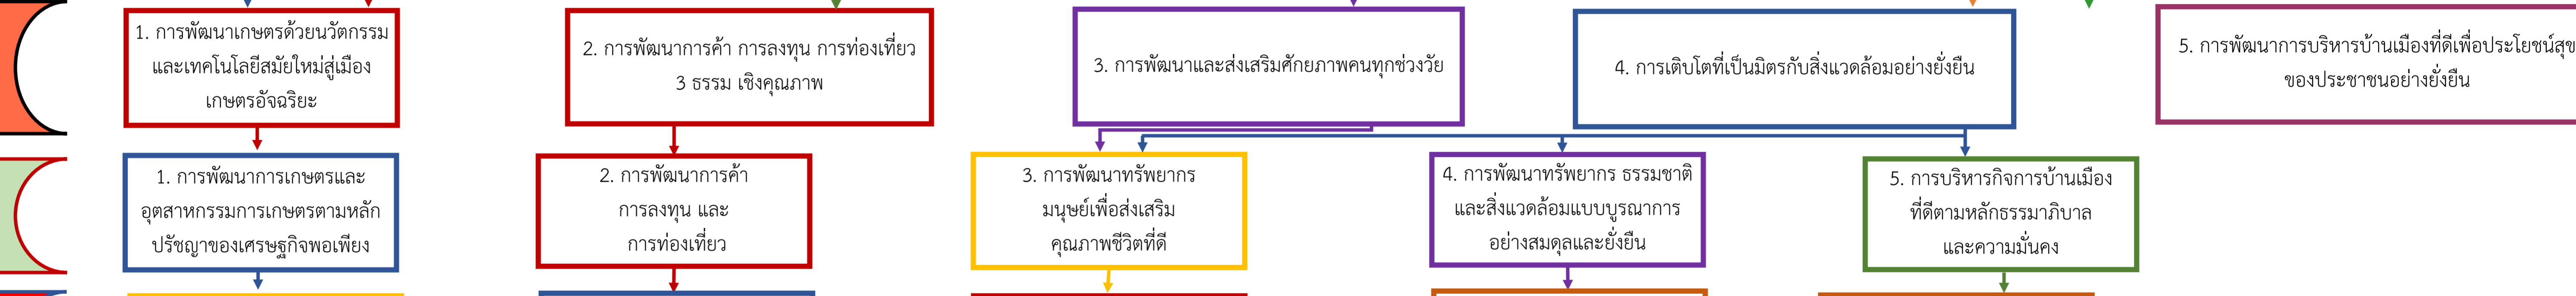 1. การพัฒนาเกษตรด้วยนวัตกรรม
และเทคโนโลยีสมัยใหม่สู่เมือง
เกษตรอัจฉริยะ
2. การพัฒนาการค้า การลงทุน การท่องเที่ยว
3 ธรรม เชิงคุณภาพ
3. การพัฒนาและส่งเสริมศักยภาพคนทุกช่วงวัย
4. การเติบโตที่เป็นมิตรกับสิ่งแวดล้อมอย่างยั่งยืน
5. การพัฒนาการบริหารบ้านเมืองที่ดีเพื่อประโยชน์สุข
ของประชาชนอย่างยั่งยืน
1. การพัฒนาการเกษตรและ
อุตสาหกรรมการเกษตรตามหลัก
ปรัชญาของเศรษฐกิจพอเพียง
2. การพัฒนาการค้า
การลงทุน และ
การท่องเที่ยว
3. การพัฒนาทรัพยากร
มนุษย์เพื่อส่งเสริม
คุณภาพชีวิตที่ดี
4. การพัฒนาทรัพยากร ธรรมชาติ
และสิ่งแวดล้อมแบบบูรณาการ
อย่างสมดุลและยั่งยืน
5. การบริหารกิจการบ้านเมือง
ที่ดีตามหลักธรรมาภิบาล
และความมั่นคง